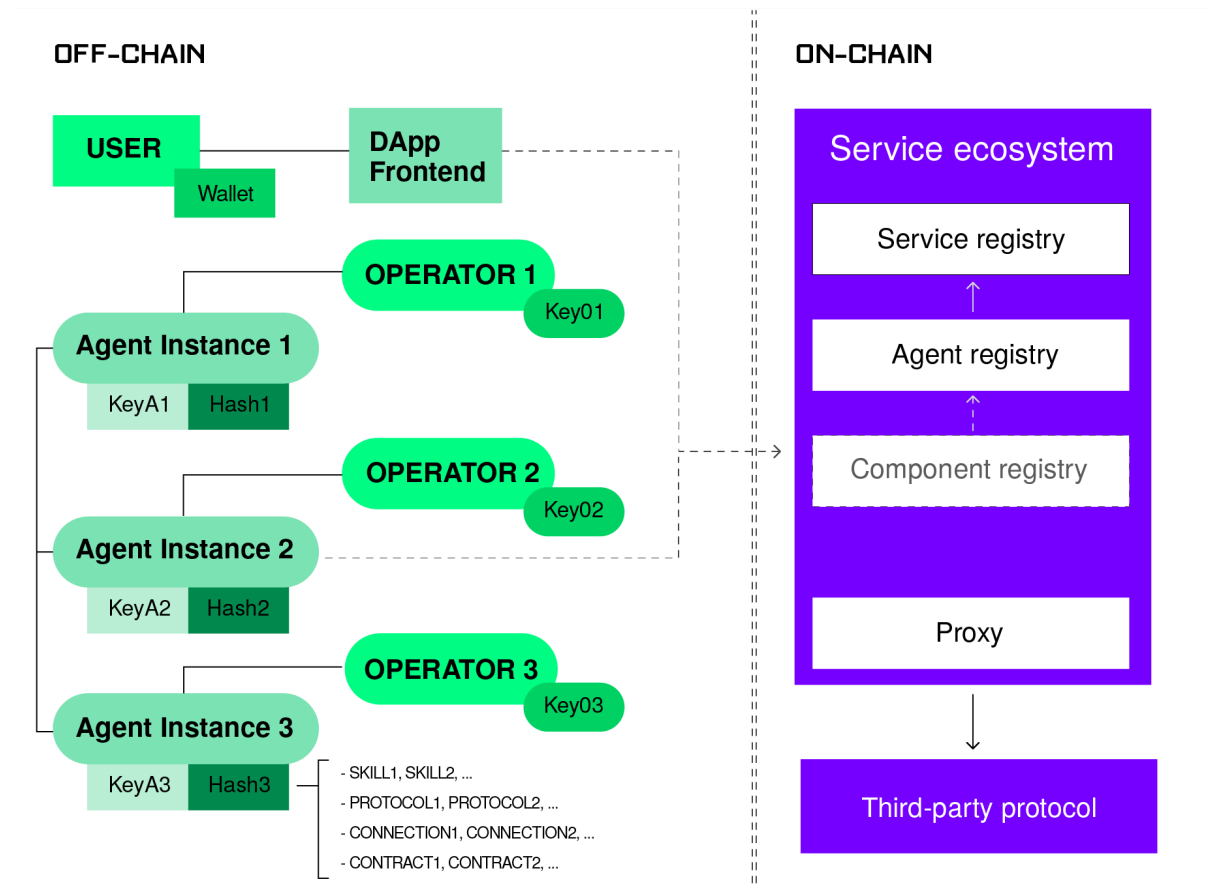 OFF-CHAIN
ON-CHAIN
USER
Wallet
DApp
Frontend
OPERATOR 1
Key01
Agent Instance 1
KeyA1
Hash1
OPERATOR 2
Key02
Agent Instance 2
KeyA2
Hash2
OPERATOR 3
Key03
Agent Instance 3
KeyA3
Hash3
- SKILL1, SKILL2, ...
- PROTOCOL1, PROTOCOL2, ...
- CONNECTION1, CONNECTION2, ...
- CONTRACT1, CONTRACT2, ...
Service ecosystem
Service registry
Agent registry
Component registry
Proxy
Third-party protocol